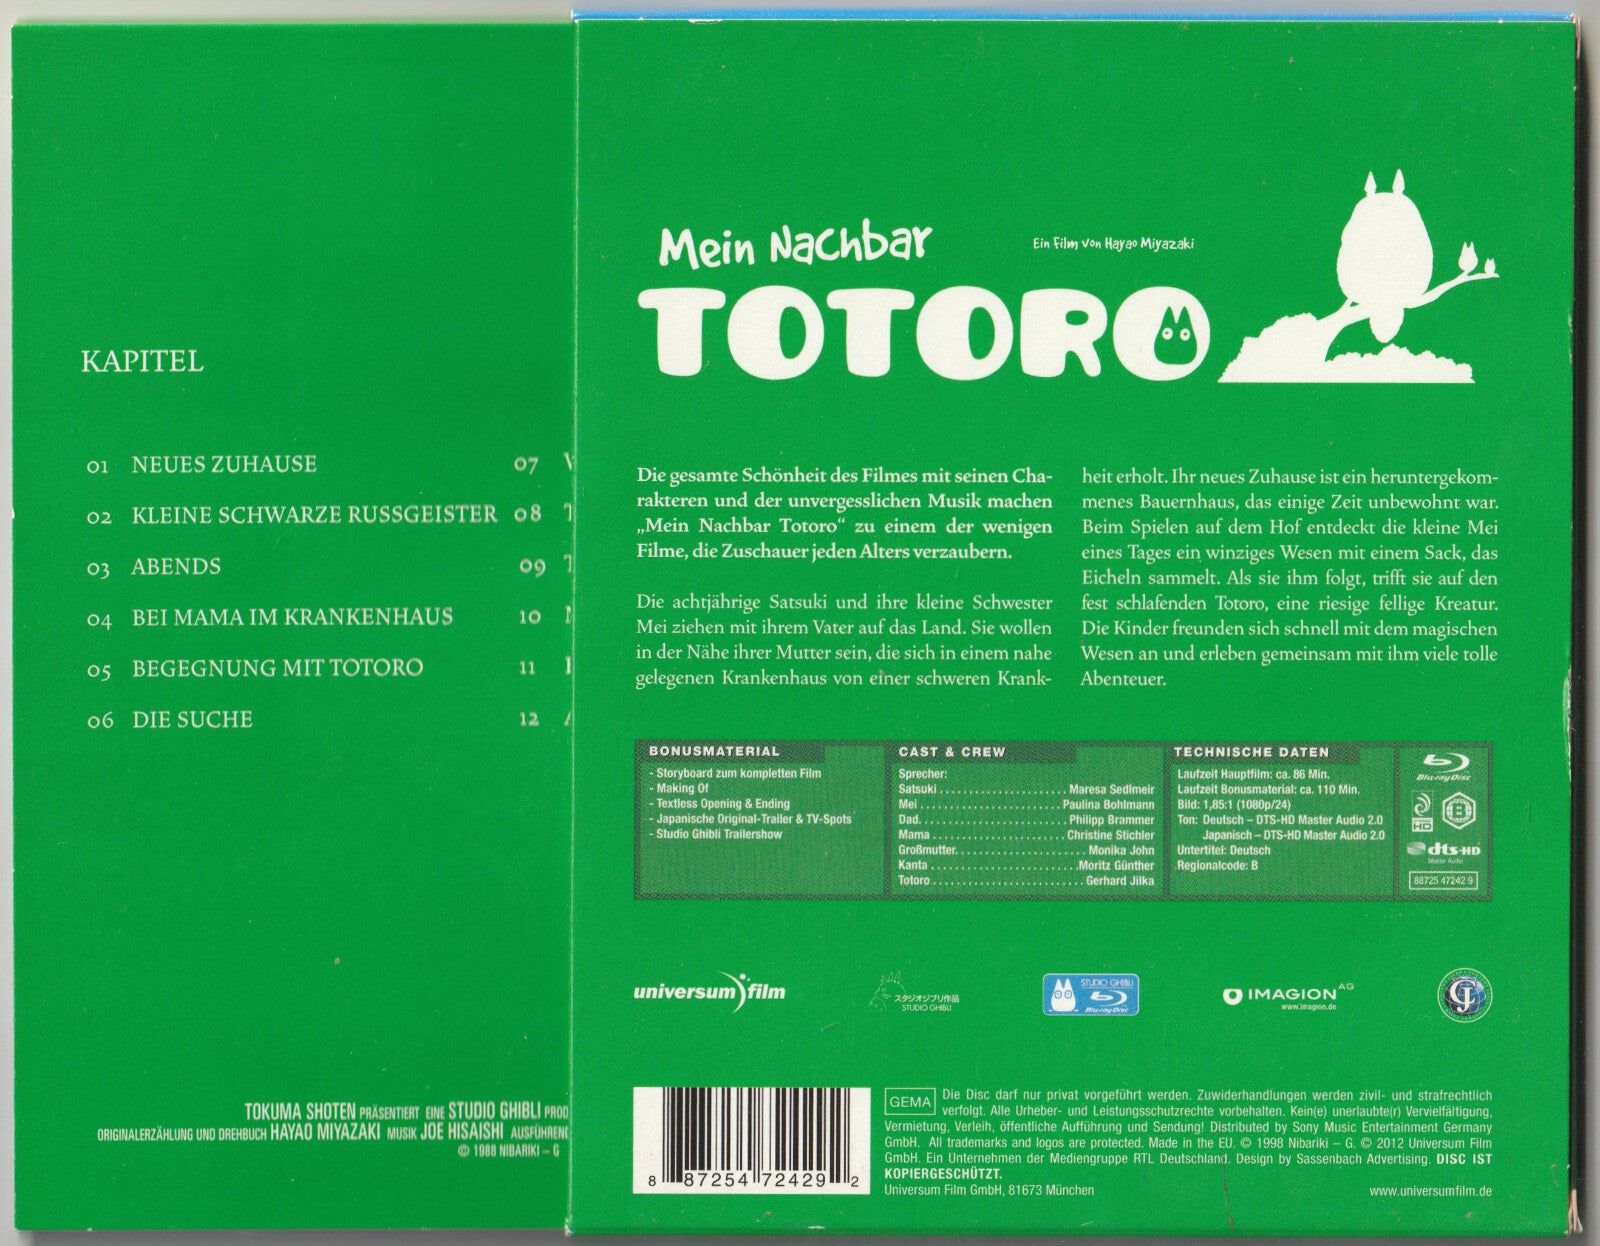 KAPITEL
01 NEUES ZUHAUSE
02 KLEINE SCHWARZE RUSSGEISTER
03 ABENDS
04 BEI MAMA IM KRANKENHAUS
05 BEGEGNUNG MIT TOTORO
06 DIE SUCHE
07
08
09
10
11
12
TOKUMA SHOTEN PRÄSENTIERT EINE STUDIO GHIBLI
ORIGINALERZÄHLUNG UND DREHBUCH HAYAO MIYAZAKI MUSIK JOE HISAISHI
© 1988 NIBARIKI – G
Mein Nachbar
Ein Film von Hayao Miyazaki
TOTORO
Die gesamte Schönheit des Filmes mit seinen Cha-
rakteren und der unvergesslichen Musik machen
„Mein Nachbar Totoro“ zu einem der wenigen
Filme, die Zuschauer jeden Alters verzaubern.
Die achtjährige Satsuki und ihre kleine Schwester
Mei ziehen mit ihrem Vater auf das Land. Sie wollen
in der Nähe ihrer Mutter sein, die sich in einem nahe
gelegenen Krankenhaus von einer schweren Krank-
heit erholt. Ihr neues Zuhause ist ein heruntergekom-
menes Bauernhaus, das einige Zeit unbewohnt war.
Beim Spielen auf dem Hof entdeckt die kleine Mei
eines Tages ein winziges Wesen mit einem Sack, das
Eicheln sammelt. Als sie ihm folgt, trifft sie auf den
fest schlafenden Totoro, eine riesige fellige Kreatur.
Die Kinder freunden sich schnell mit dem magischen
Wesen an und erleben gemeinsam mit ihm viele tolle
Abenteuer.
BONUSMATERIAL
- Storyboard zum kompletten Film
- Making Of
- Textless Opening & Ending
- Japanische Original-Trailer & TV-Spots
- Studio Ghibli Trailershow
CAST & CREW
Sprecher:
Satsuki . . . . . . . . . . . . . . . . . . . . Maresa Sedlmeir
Mei . . . . . . . . . . . . . . . . . . . . . . Paulina Bohlmann
Dad. . . . . . . . . . . . . . . . . . . . . . . Philipp Brammer
Mama . . . . . . . . . . . . . . . . . . . . . Christine Stichler
Großmutter. . . . . . . . . . . . . . . . . . . . Monika John
Kanta . . . . . . . . . . . . . . . . . . . . . . . Moritz Günther
Totoro . . . . . . . . . . . . . . . . . . . . . . . Gerhard Jilka
TECHNISCHE DATEN
Laufzeit Hauptfilm: ca. 86 Min.
Laufzeit Bonusmaterial: ca. 110 Min.
Bild: 1,85:1 (1080p/24)
Ton: Deutsch – DTS-HD Master Audio 2.0
Japanisch – DTS-HD Master Audio 2.0
Untertitel: Deutsch
Regionalcode: B
Blu-ray Disc
HD
B
dts-HD
Master Audio
88725 47242 9
universum film
スタジオジブリ作品
STUDIO GHIBLI
STUDIO GHIBLI
Blu-ray Disc
IMAGION AG
www.imagion.de
8 87254 72429 2
GEMA
Die Disc darf nur privat vorgeführt werden. Zuwiderhandlungen werden zivil- und strafrechtlich
verfolgt. Alle Urheber- und Leistungsschutzrechte vorbehalten. Kein(e) unerlaubte(r) Vervielfältigung,
Vermietung, Verleih, öffentliche Aufführung und Sendung! Distributed by Sony Music Entertainment Germany
GmbH. All trademarks and logos are protected. Made in the EU. © 1998 Nibariki – G. © 2012 Universum Film
GmbH. Ein Unternehmen der Mediengruppe RTL Deutschland. Design by Sassenbach Advertising. DISC IST
KOPIERGESCHÜTZT.
Universum Film GmbH, 81673 München
www.universumfilm.de